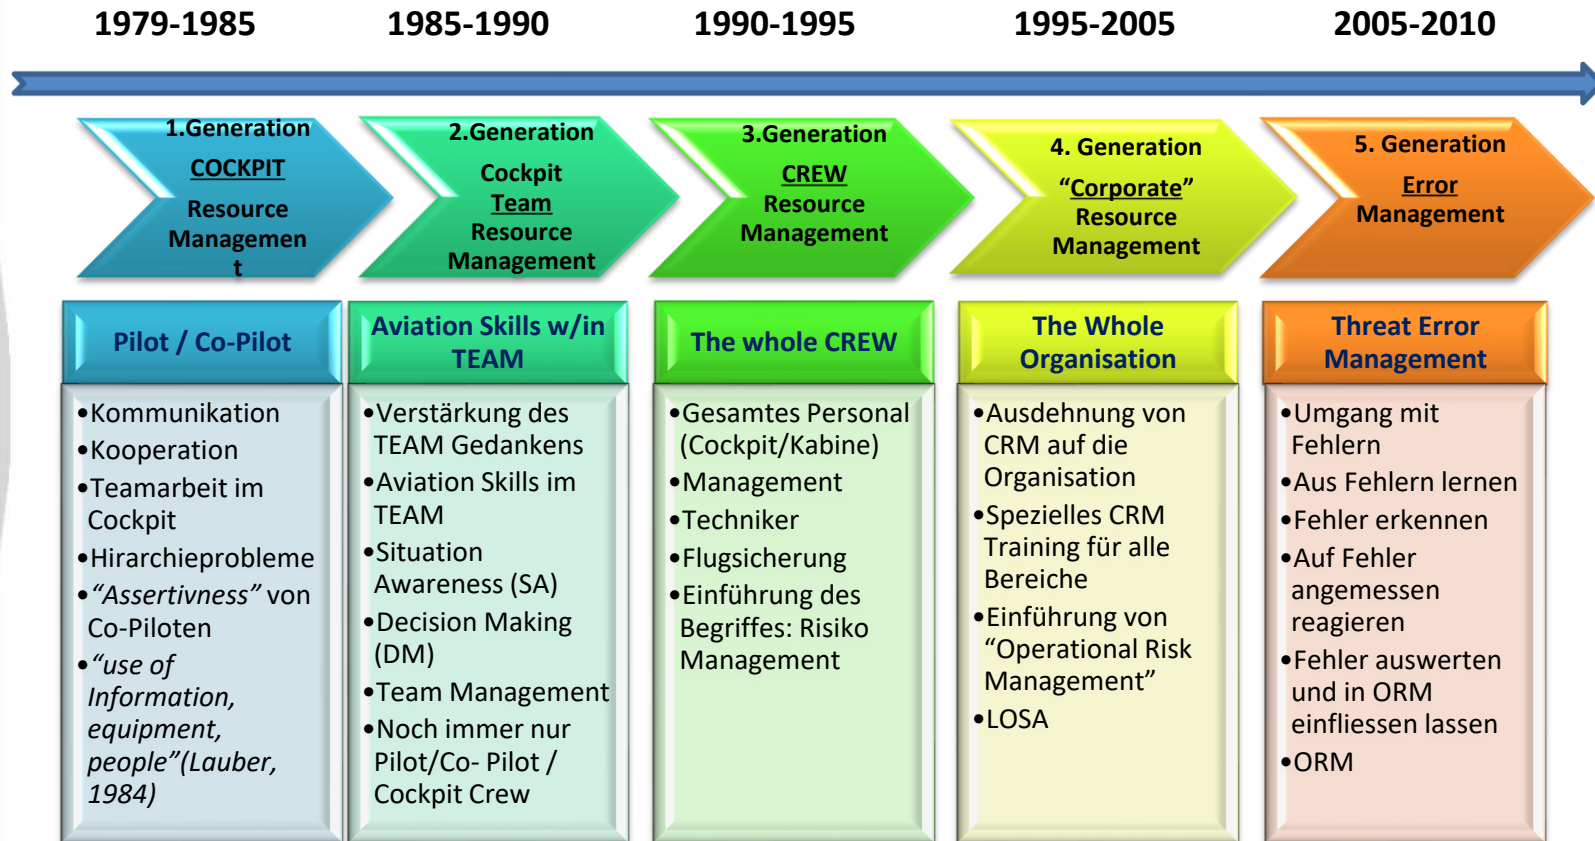 1979-1985
1985-1990
1990-1995
1995-2005
2005-2010
1.Generation
COCKPIT
Resource
Managemen
t
2.Generation
Cockpit
Team
Resource
Management
3.Generation
CREW
Resource
Management
4. Generation
“Corporate”
Resource
Management
5. Generation
Error
Management
Pilot / Co-Pilot
•Kommunikation
•Kooperation
•Teamarbeit im
Cockpit
•Hirarchieprobleme
•“Assertivness” von
Co-Piloten
•“use of
Information,
equipment,
people”(Lauber,
1984)
Aviation Skills w/in
TEAM
•Verstärkung des
TEAM Gedankens
•Aviation Skills im
TEAM
•Situation
Awareness (SA)
•Decision Making
(DM)
•Team Management
•Noch immer nur
Pilot/Co- Pilot /
Cockpit Crew
The whole CREW
•Gesamtes Personal
(Cockpit/Kabine)
•Management
•Techniker
•Flugsicherung
•Einführung des
Begriffes: Risiko
Management
The Whole
Organisation
•Ausdehnung von
CRM auf die
Organisation
•Spezielles CRM
Training für alle
Bereiche
•Einführung von
“Operational Risk
Management”
•LOSA
Threat Error
Management
•Umgang mit
Fehlern
•Aus Fehlern lernen
•Fehler erkennen
•Auf Fehler
angemessen
reagieren
•Fehler auswerten
und in ORM
einfliessen lassen
•ORM